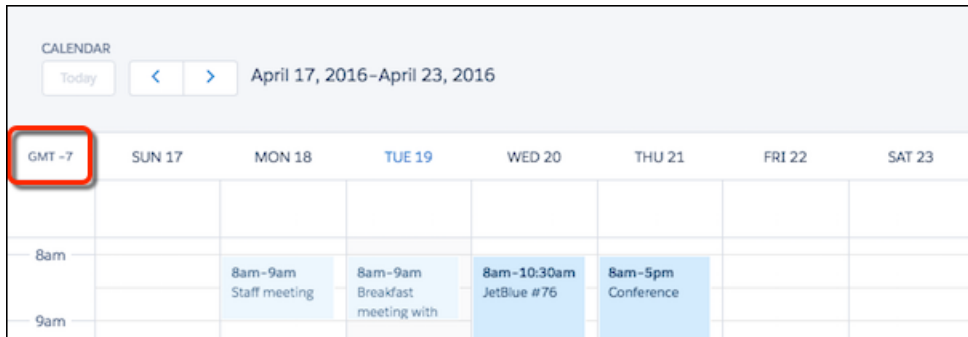 CALENDAR
Today
April 17, 2016–April 23, 2016
GMT -7 SUN 17 MON 18 TUE 19 WED 20 THU 21 FRI 22 SAT 23
8am
8am–9am 8am–9am 8am–10:30am 8am–5pm
Staff meeting Breakfast JetBlue #76 Conference
meeting with
9am